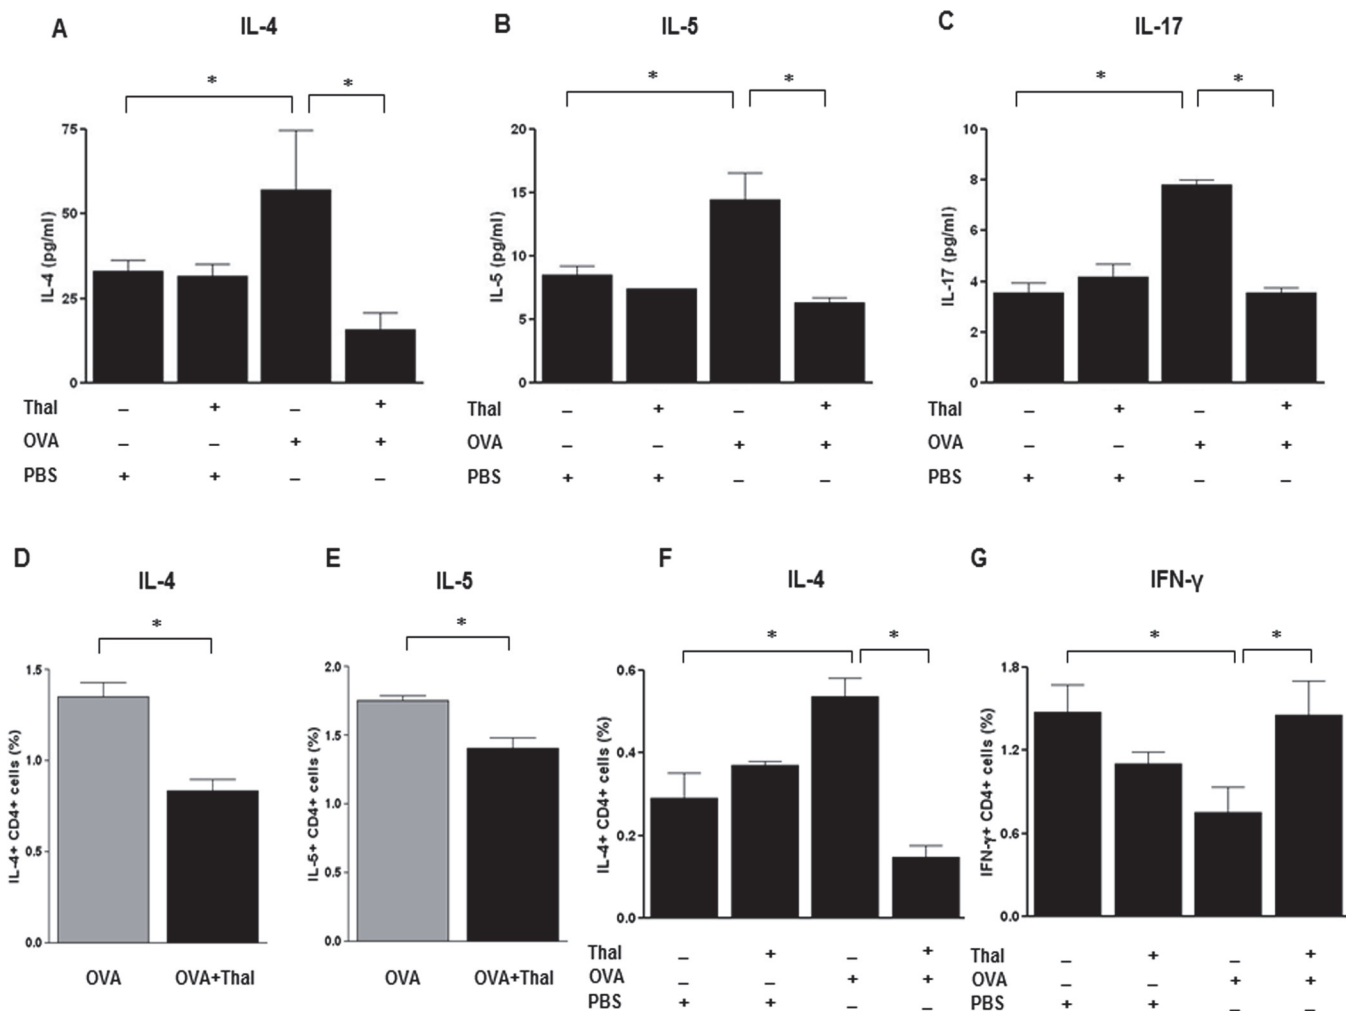 A IL-4
B IL-5
C IL-17
* *
* *
* *
IL-4 (pg/ml)
75
50
25
0
IL-5 (pg/ml)
20
15
10
5
0
IL-17 (pg/ml)
10
8
6
4
2
0
Thal – + – +
OVA – – + +
PBS + + – –
Thal – + – +
OVA – – + +
PBS + + – –
Thal – + – +
OVA – – + +
PBS + + – –
D IL-4
*
IL-4+ CD4+ cells (%)
1.5
1.0
0.5
0.0
OVA OVA+Thal
E IL-5
*
IL-5+ CD4+ cells (%)
2.0
1.5
1.0
0.5
0.0
OVA OVA+Thal
F IL-4
* *
IL-4+ CD4+ cells (%)
0.6
0.4
0.2
0.0
Thal – + – +
OVA – – + +
PBS + + – –
G IFN-γ
* *
IFN-γ+ CD4+ cells (%)
1.8
1.2
0.6
0.0
Thal – + – +
OVA – – + +
PBS + + – –